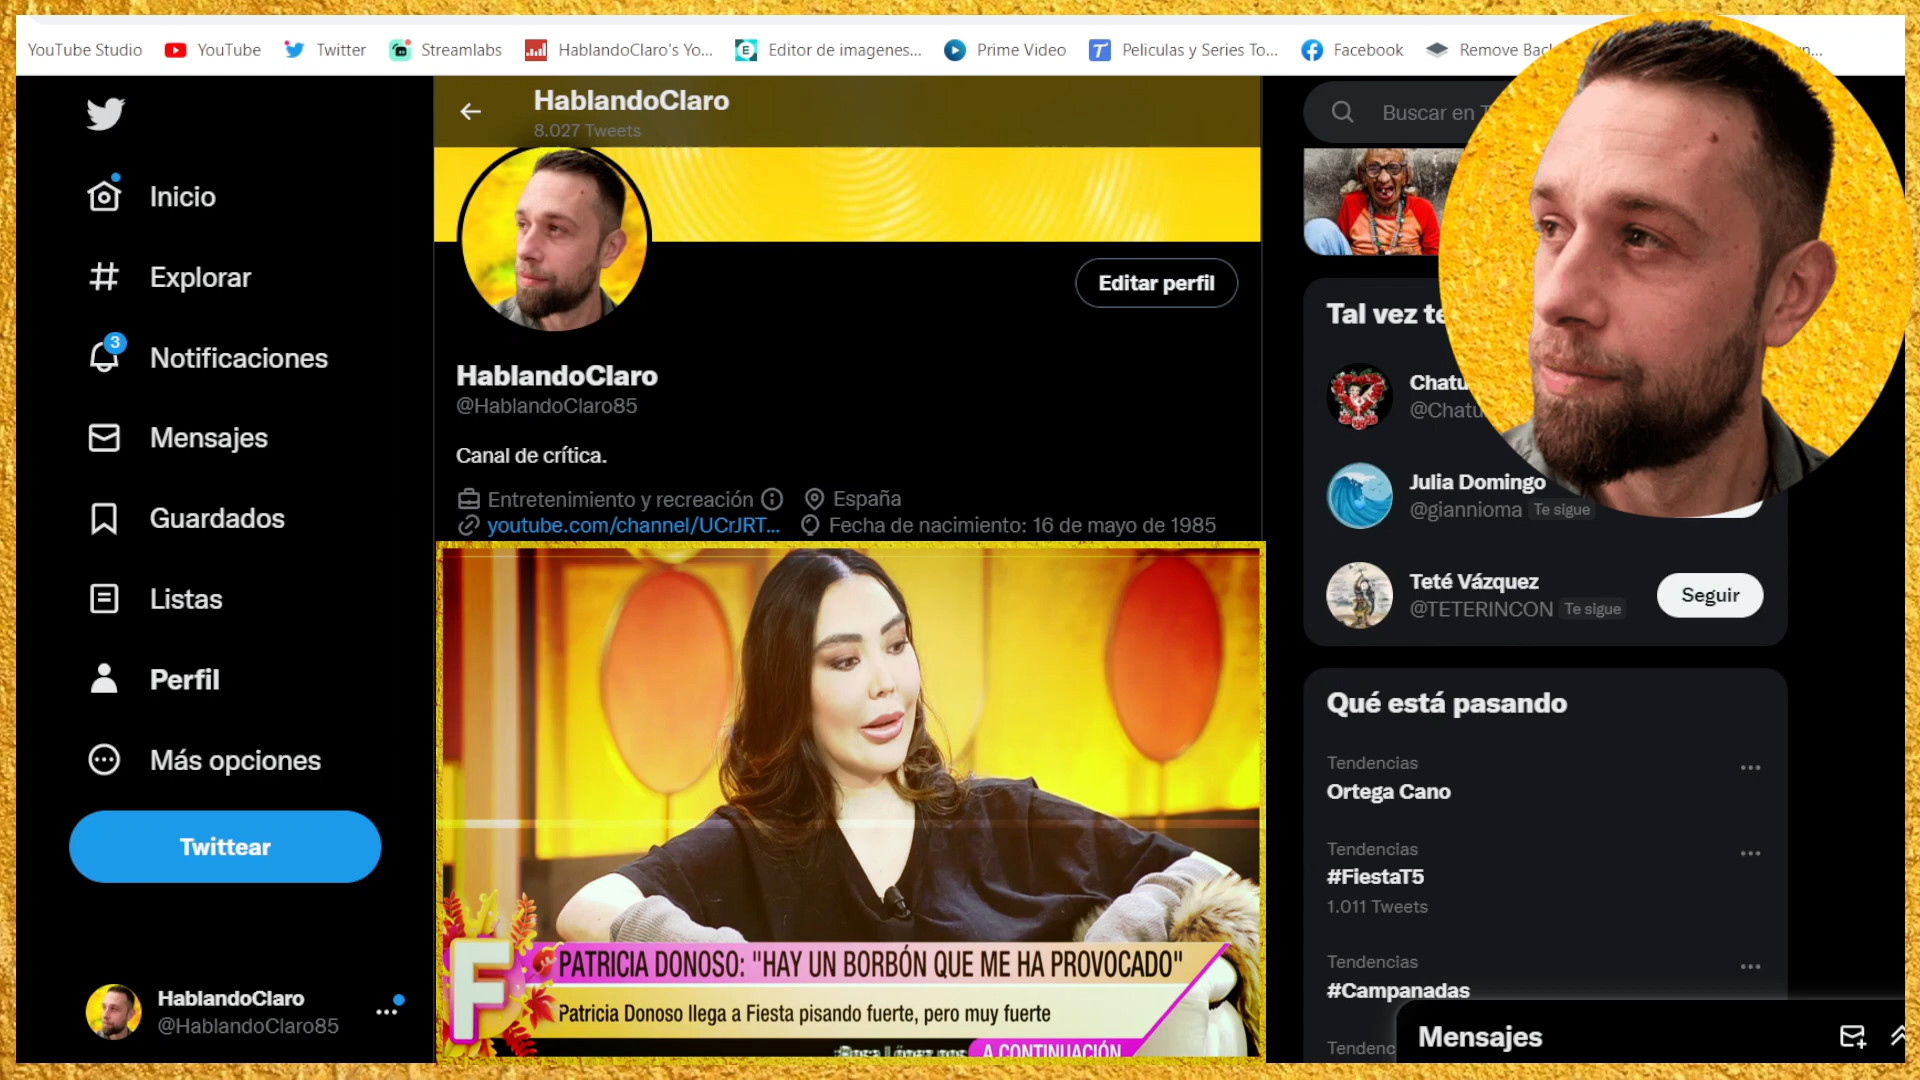 YouTube Studio
YouTube
Twitter
Streamlabs
HablandoClaro's Yo...
Editor de imagenes...
Prime Video
Peliculas y Series To...
Facebook
Remove
HablandoClaro
8.027 Tweets
Buscar en
Inicio
Explorar
3
Notificaciones
Mensajes
Guardados
Listas
Perfil
Más opciones
Twittear
HablandoClaro
@HablandoClaro85
Editar perfil
HablandoClaro
@HablandoClaro85
Canal de crítica.
Entretenimiento y recreación
España
youtube.com/channel/UCrJRT...
Fecha de nacimiento: 16 de mayo de 1985
F
PATRICIA DONOSO: "HAY UN BORBÓN QUE ME HA PROVOCADO"
Patricia Donoso llega a Fiesta pisando fuerte, pero muy fuerte
A CONTINUACIÓN
Tal vez
Julia Domingo
@giannioma Te sigue
Teté Vázquez
@TETERINCON Te sigue
Seguir
Qué está pasando
Tendencias
Ortega Cano
Tendencias
#FiestaT5
1.011 Tweets
Tendencias
#Campanadas
Mensajes